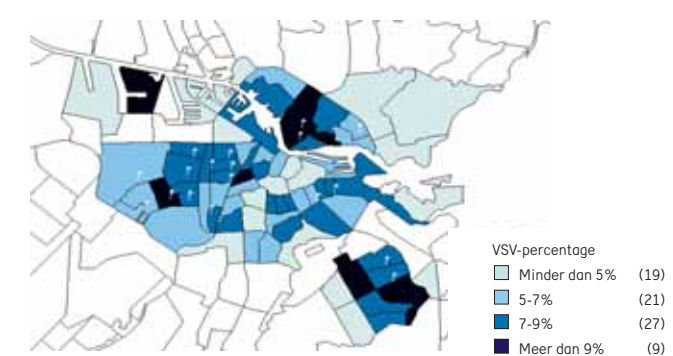 VSV-percentage
Minder dan 5% (19)
5-7% (21)
7-9% (27)
Meer dan 9% (9)